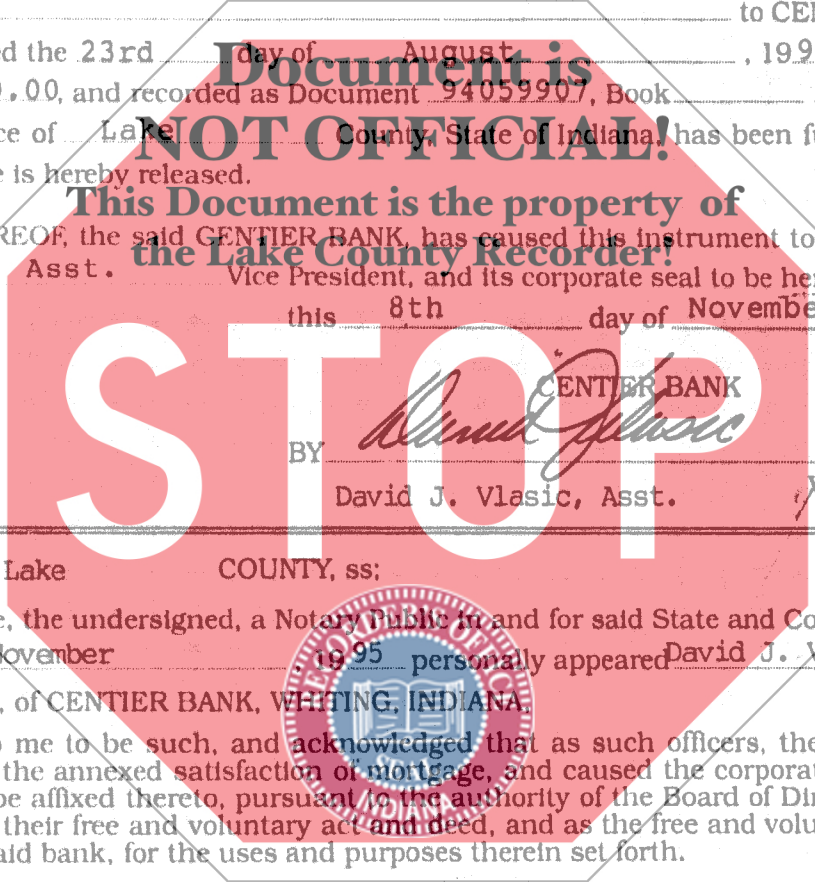 to CE
ed the 23rd day of August, 199
0.00, and recorded as Document 94059907, Book
Document is
ce of Lake County, State of Indiana, has been f
NOT OFFICIAL!
e is hereby released.
This Document is the property of
REOF, the said CENTIER BANK, has caused this instrument to
the Lake County Recorder!
Asst. Vice President, and its corporate seal to be he
this 8th day of Novembe
STOP
CENTIER BANK
BY
David J. Vlasic, Asst.
Lake COUNTY, ss:
e, the undersigned, a Notary Public in and for said State and Co
November, 1995 personally appeared David J. V
, of CENTIER BANK, WHITING, INDIANA,
o me to be such, and acknowledged that as such officers, the
the annexed satisfaction of mortgage, and caused the corpora
be affixed thereto, pursuant to the authority of the Board of Di
their free and voluntary act and deed, and as the free and volu
aid bank, for the uses and purposes therein set forth.
SEAL
INDIANA